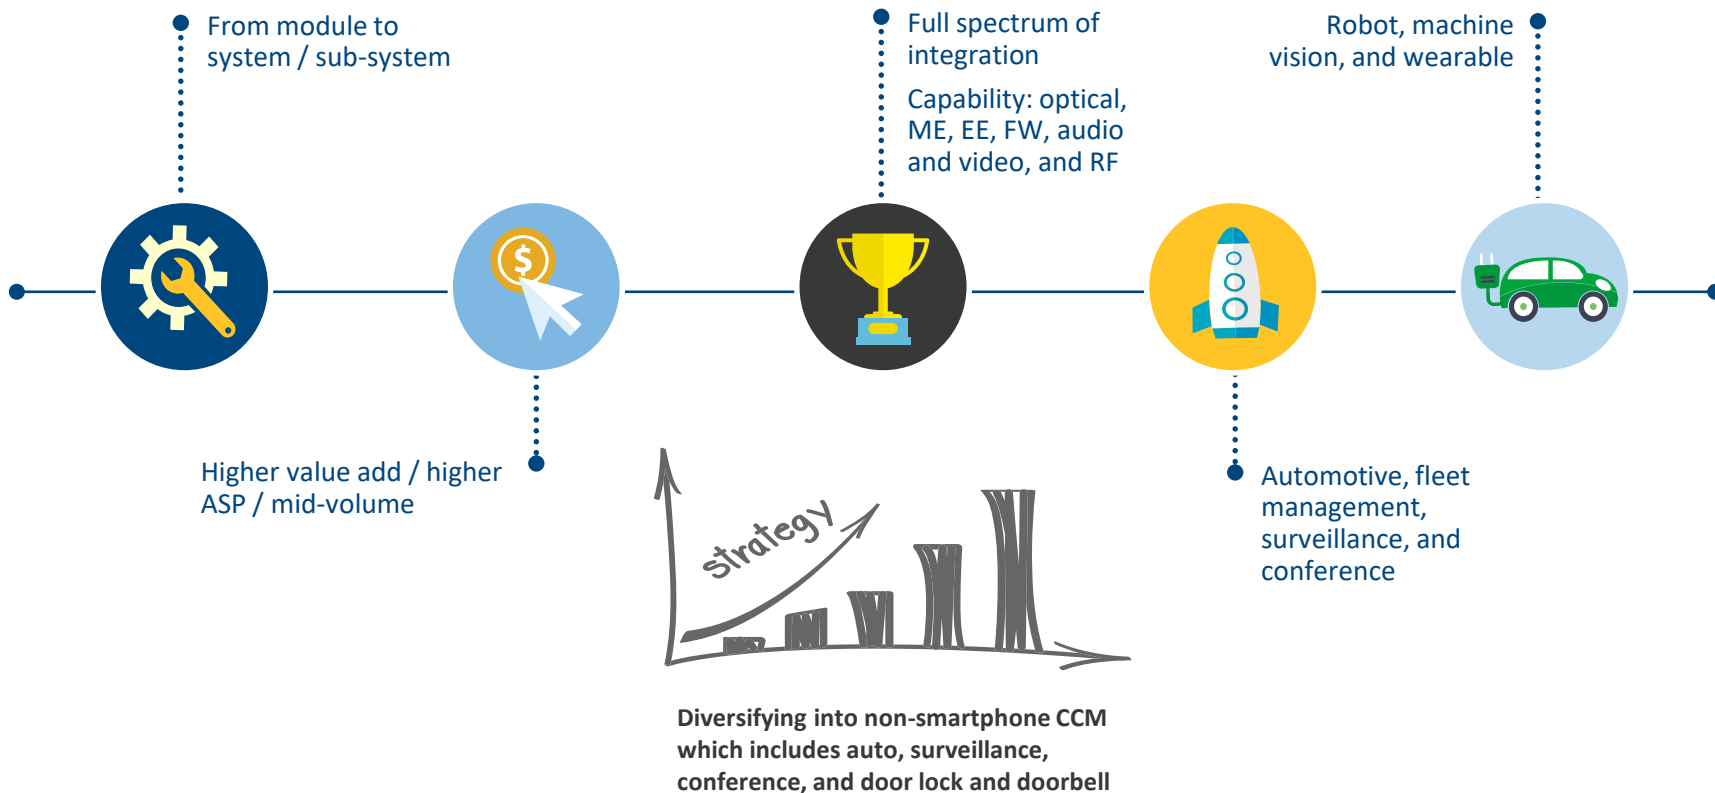 From module to
system / sub-system
Full spectrum of
integration
Capability: optical,
ME, EE, FW, audio
and video, and RF
Robot, machine
vision, and wearable
$
Higher value add / higher
ASP / mid-volume
Automotive, fleet
management,
surveillance, and
conference
strategy
Diversifying into non-smartphone CCM
which includes auto, surveillance,
conference, and door lock and doorbell